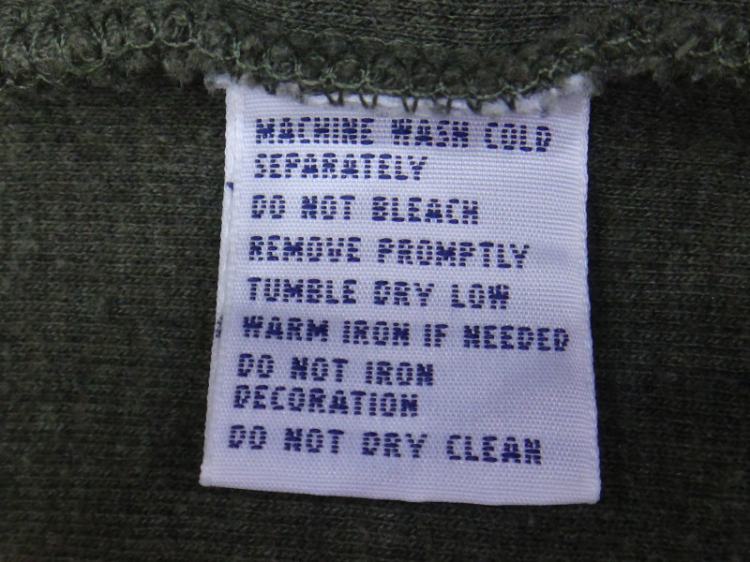 MACHINE WASH COLD
SEPARATELY
DO NOT BLEACH
REMOVE PROMPTLY
TUMBLE DRY LOW
WARM IRON IF NEEDED
DO NOT IRON
DECORATION
DO NOT DRY CLEAN